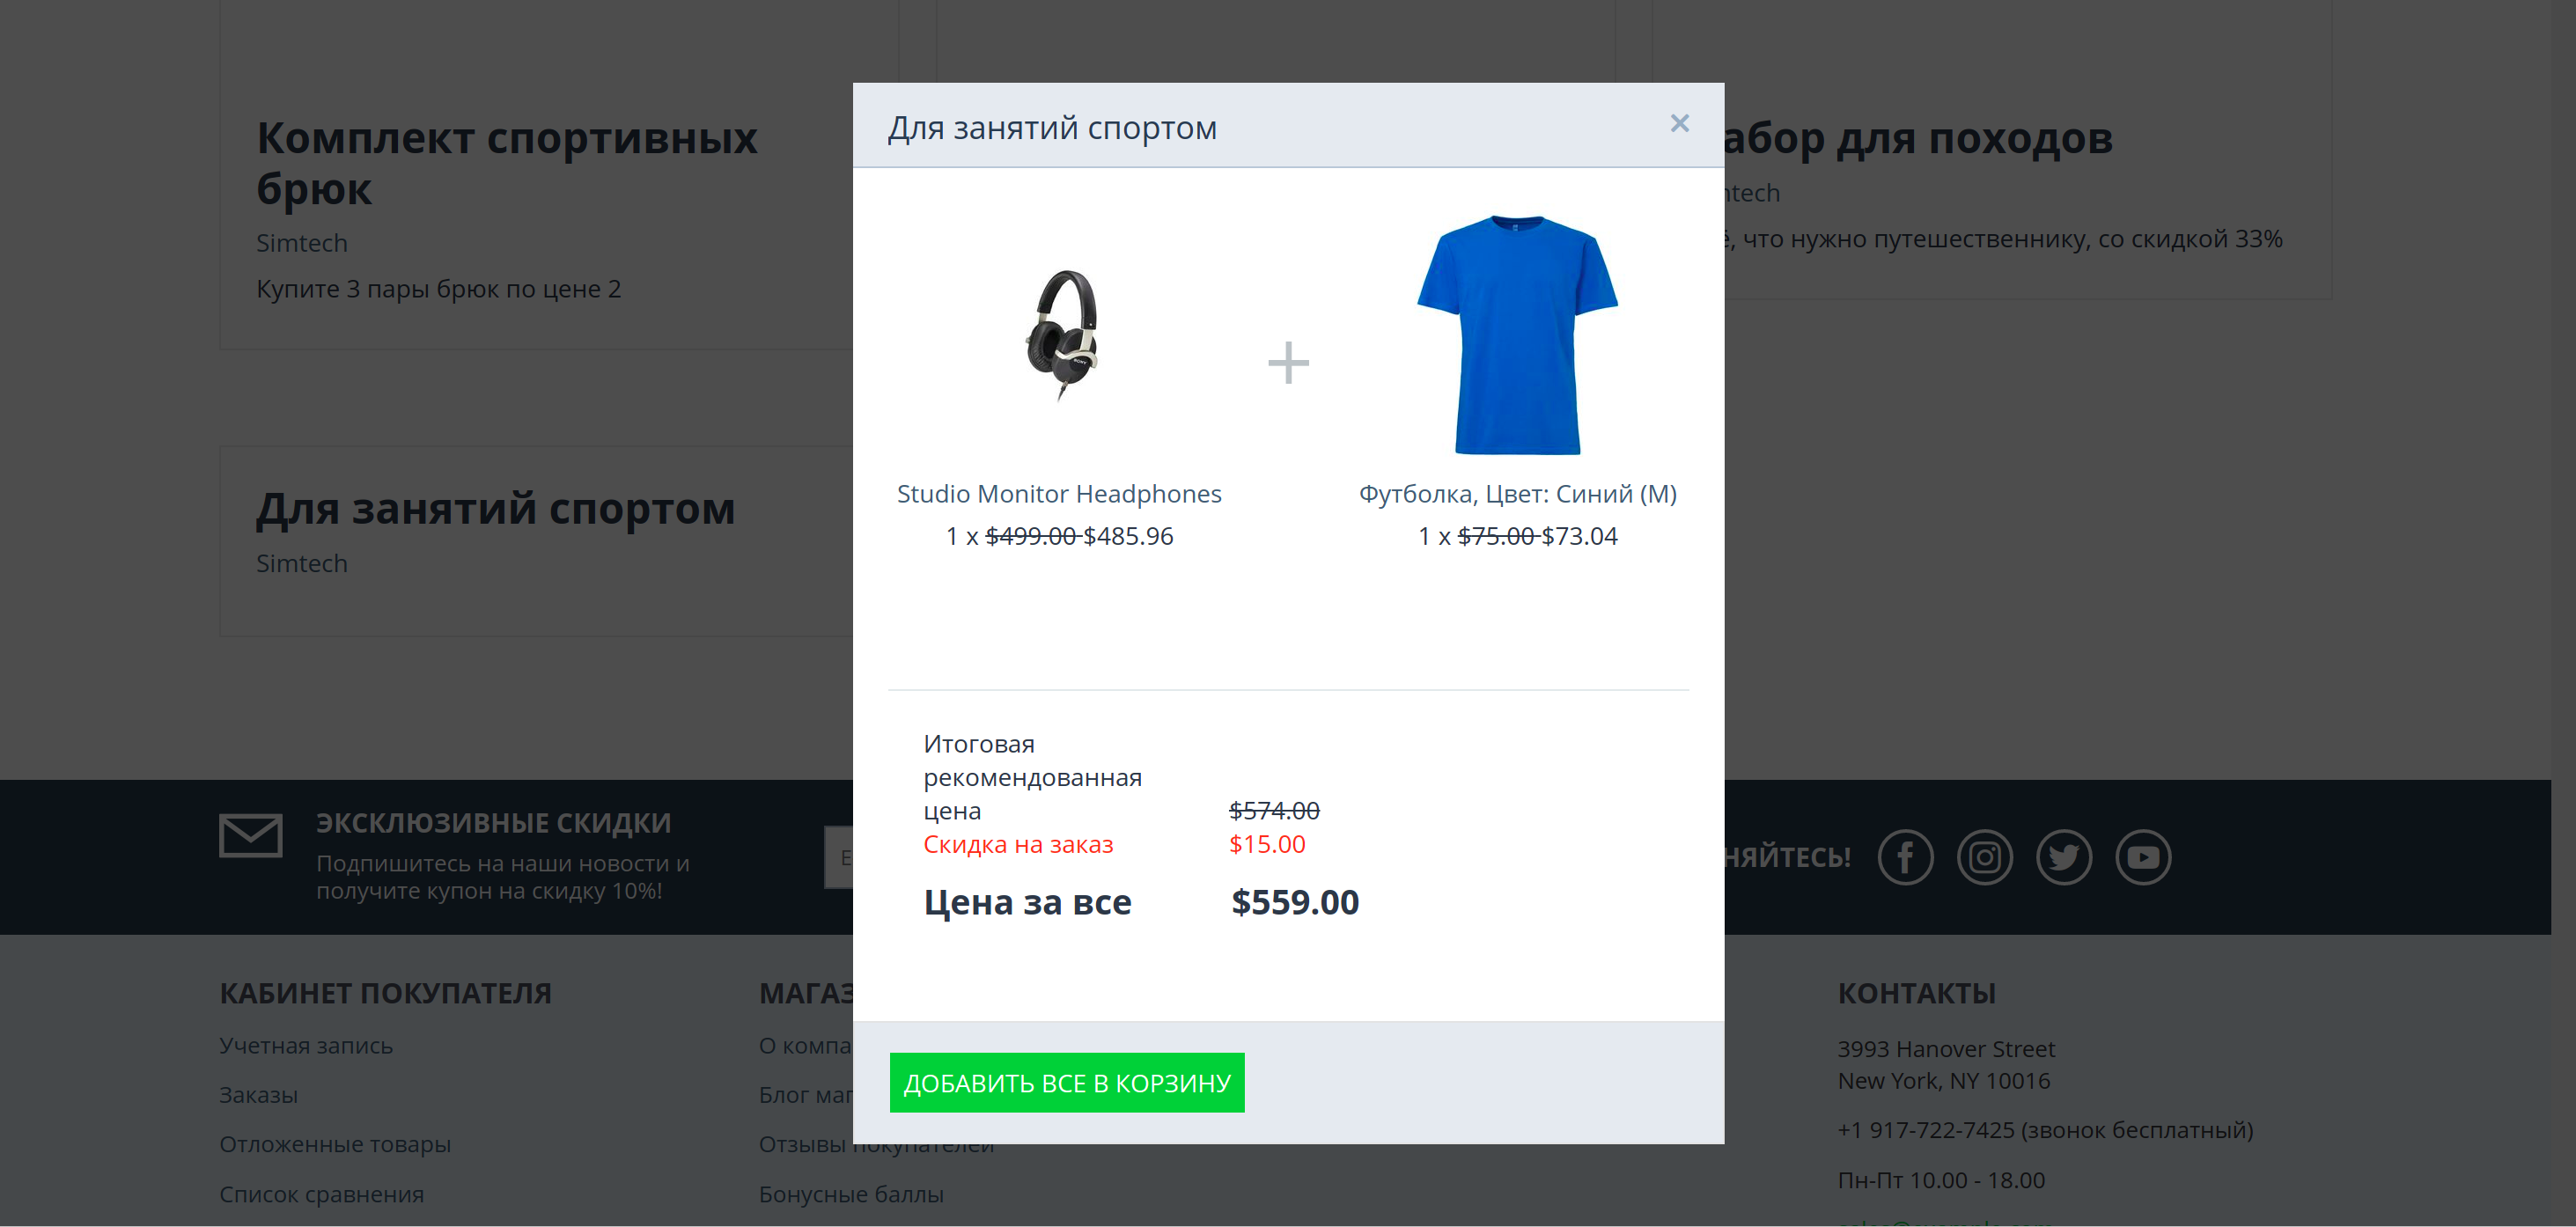 Для занятий спортом
×
Studio Monitor Headphones
1 x $499.00 $485.96
+
Футболка, Цвет: Синий (M)
1 x $75.00 $73.04
Итоговая
рекомендованная
цена
$574.00
Скидка на заказ
$15.00
Цена за все
$559.00
ДОБАВИТЬ ВСЕ В КОРЗИНУ
Комплект спортивных
брюк
Simtech
Купите 3 пары брюк по цене 2
абор для походов
ntech
ё, что нужно путешественнику, со скидкой 33%
Для занятий спортом
Simtech
ЭКСКЛЮЗИВНЫЕ СКИДКИ
Подпишитесь на наши новости и
получите купон на скидку 10%!
E
НЯЙТЕСЬ!
КАБИНЕТ ПОКУПАТЕЛЯ
Учетная запись
Заказы
Отложенные товары
Список сравнения
МАГАЗ
О компа
Блог маг
Отзывы покупателей
Бонусные баллы
КОНТАКТЫ
3993 Hanover Street
New York, NY 10016
+1 917-722-7425 (звонок бесплатный)
Пн-Пт 10.00 - 18.00